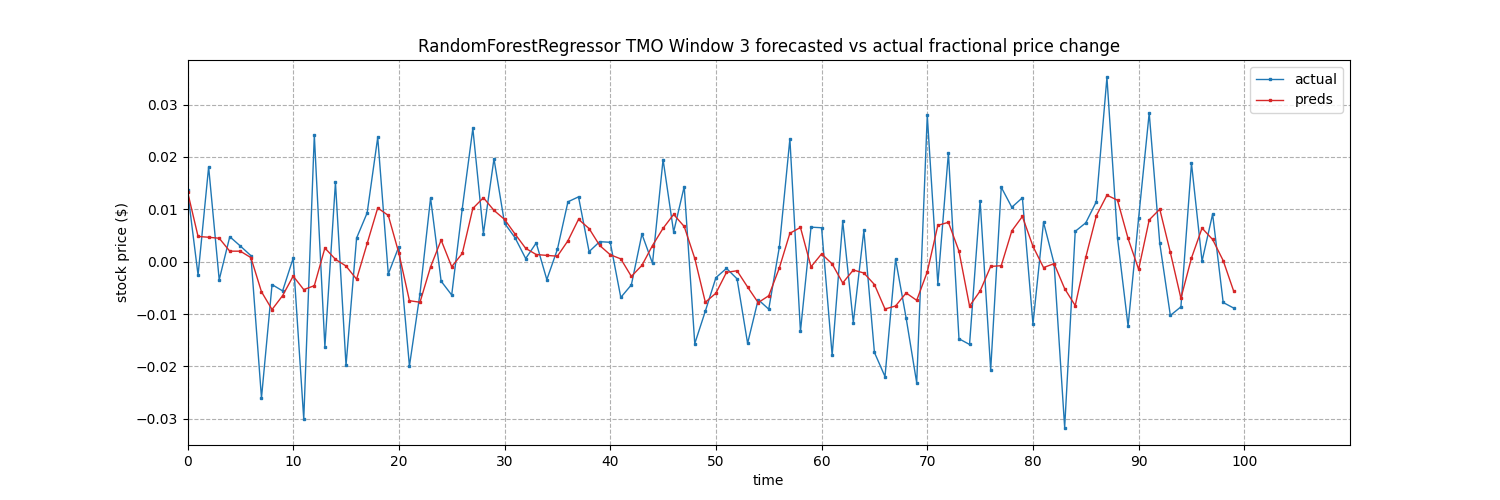 RandomForestRegressor TMO Window 3 forecasted vs actual fractional price change
actual
preds
stock price ($)
0.03
0.02
0.01
0.00
−0.01
−0.02
−0.03
0 10 20 30 40 50 60 70 80 90 100
time